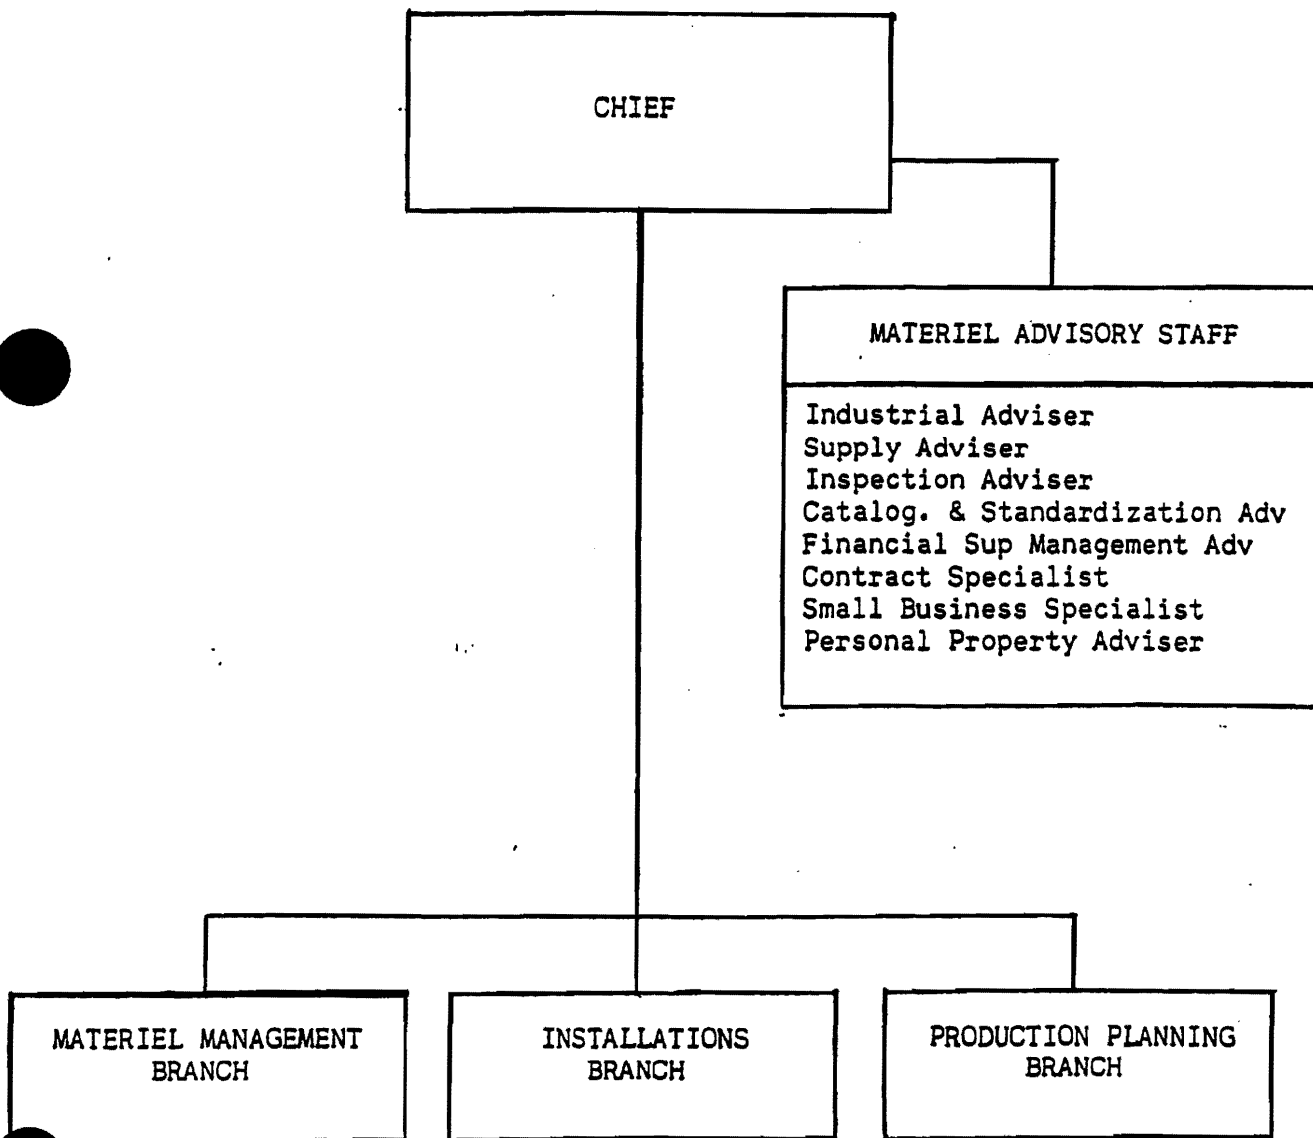 CHIEF
MATERIEL ADVISORY STAFF
Industrial Adviser
Supply Adviser
Inspection Adviser
Catalog. & Standardization Adv
Financial Sup Management Adv
Contract Specialist
Small Business Specialist
Personal Property Adviser
MATERIEL MANAGEMENT
BRANCH
INSTALLATIONS
BRANCH
PRODUCTION PLANNING
BRANCH